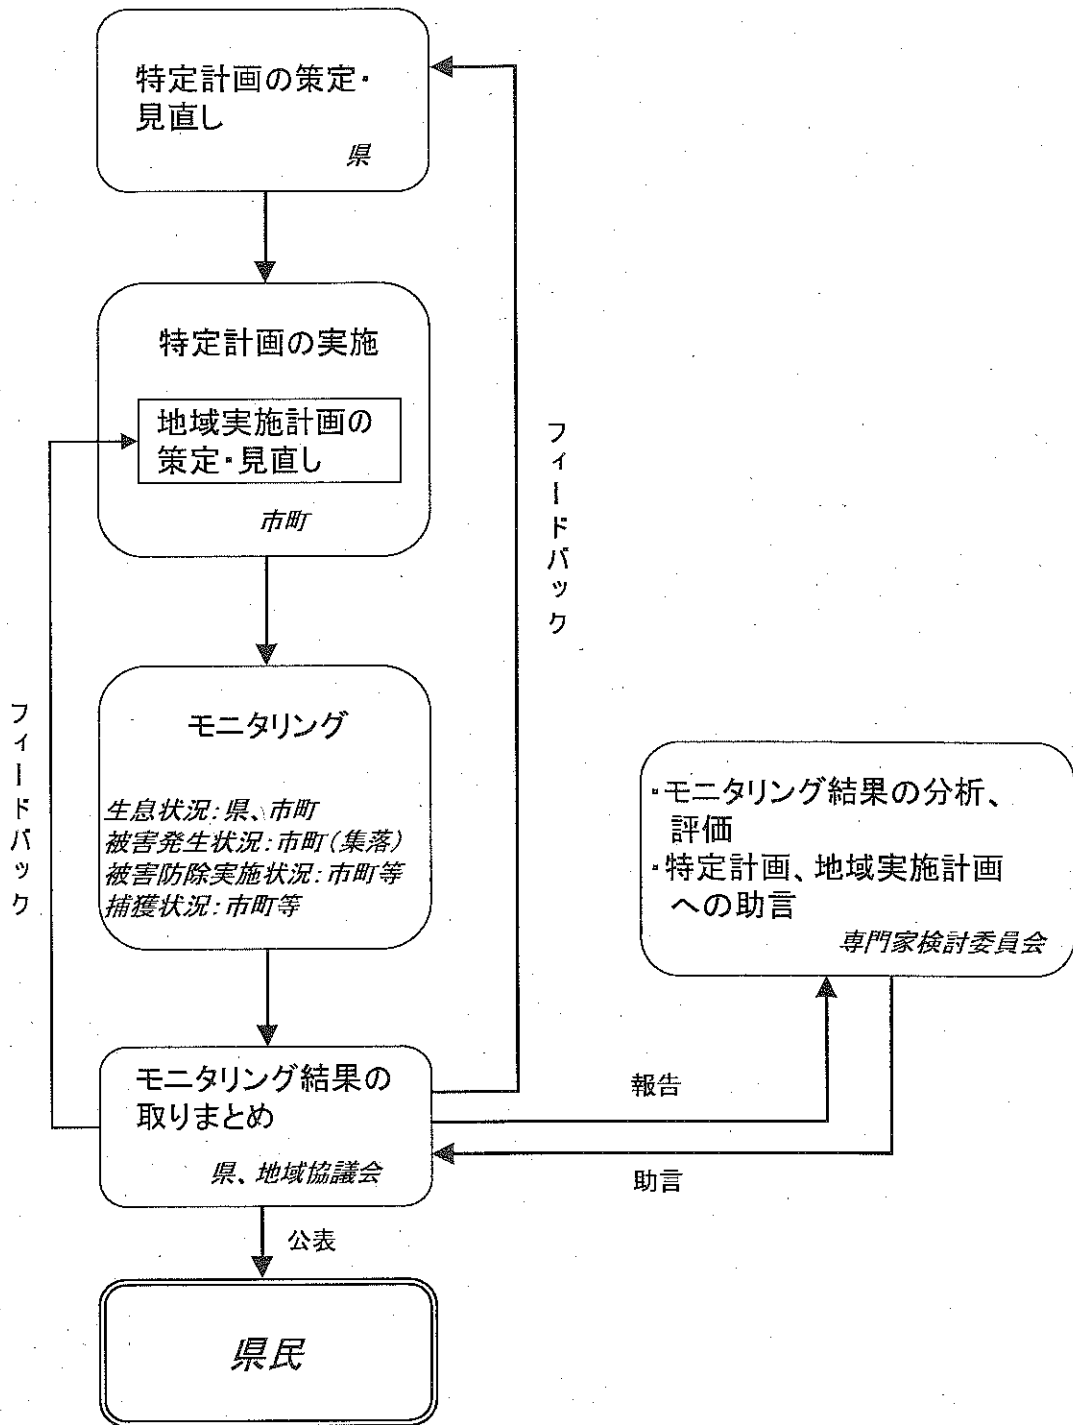 特定計画の策定・
見直し
県
特定計画の実施
地域実施計画の
策定・見直し
市町
フィードバック
フィードバック
モニタリング
生息状況：県、市町
被害発生状況：市町（集落）
被害防除実施状況：市町等
捕獲状況：市町等
・モニタリング結果の分析、
評価
・特定計画、地域実施計画
への助言
専門家検討委員会
モニタリング結果の
取りまとめ
県、地域協議会
報告
助言
公表
県民